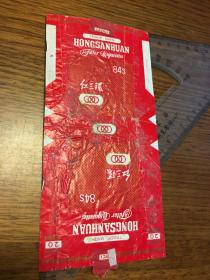 HONGSANHUAN
Filter Cigarettes
84s
红三环
红三环
84s
HONGSANHUAN
Filter Cigarettes
20
20